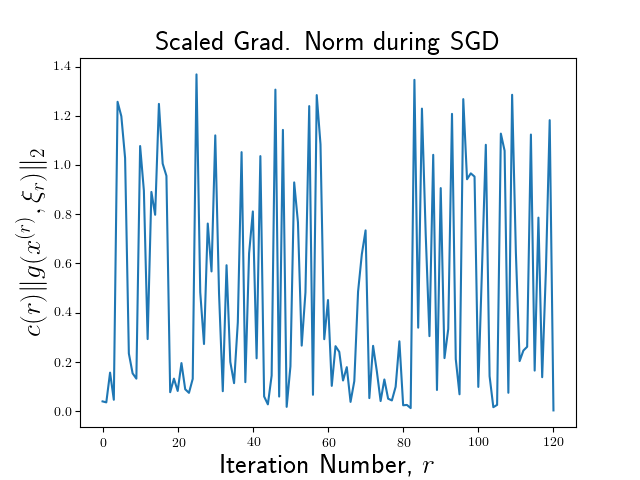 Scaled Grad. Norm during SGD
c(r)‖g(x^{(r)}, ξ_r)‖_2
1.4
1.2
1.0
0.8
0.6
0.4
0.2
0.0
0 20 40 60 80 100 120
Iteration Number, r